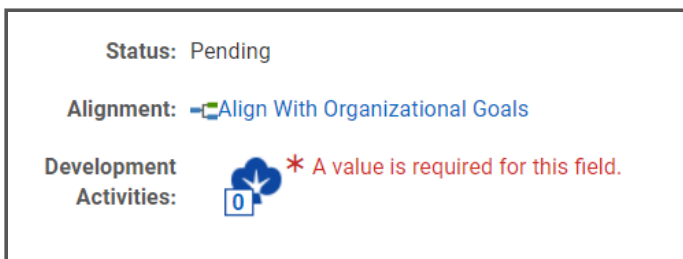 Status: Pending
Alignment: Align With Organizational Goals
Development * A value is required for this field.
Activities: 0